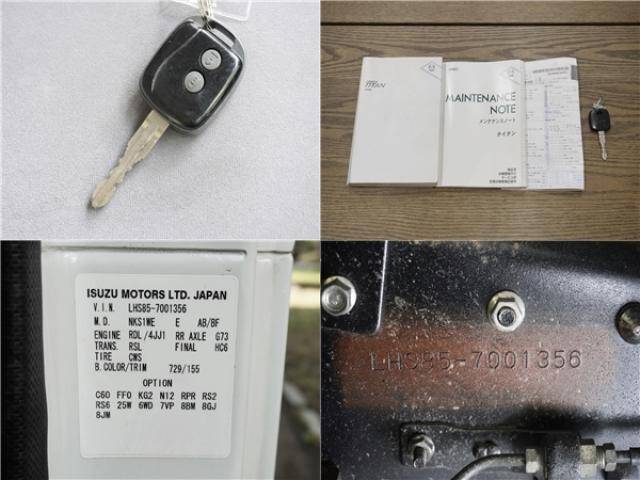 TITAN
MAINTENANCE
NOTE
メンテナンスノート
タイタン
ISUZU MOTORS LTD. JAPAN
V.I.N. LHS85-7001356
M.D. NKS1WE E AB/BF
ENGINE RDL/4JJ1 RR AXLE G73
TRANS. RSL FINAL HC6
TIRE CWS
B.COLOR/TRIM 729/155
OPTION
C60 FF0 KG2 N12 RPR RS2
RS6 25W 6WD 7VP 8BM 8GJ
8JM
LHS85-7001356